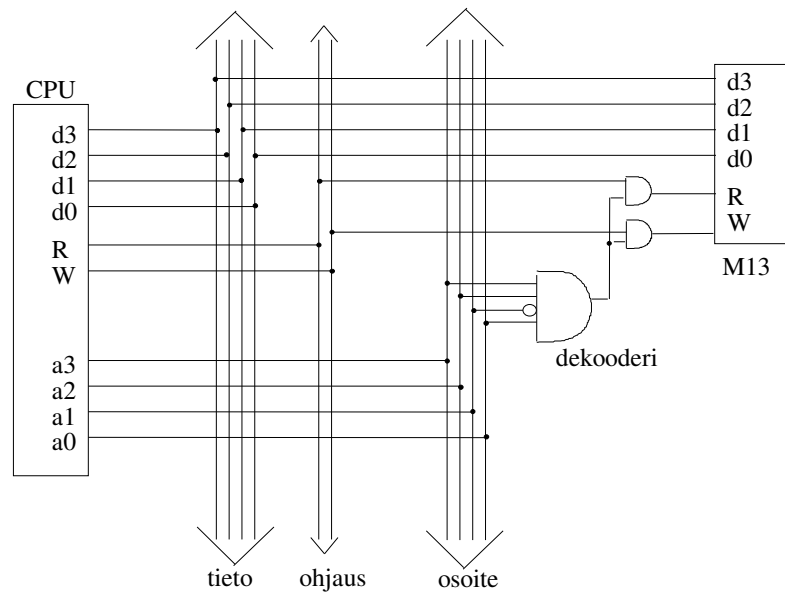 CPU
d3
d2
d1
d0
R
W
a3
a2
a1
a0
d3
d2
d1
d0
R
W
M13
dekooderi
tieto
ohjaus
osoite